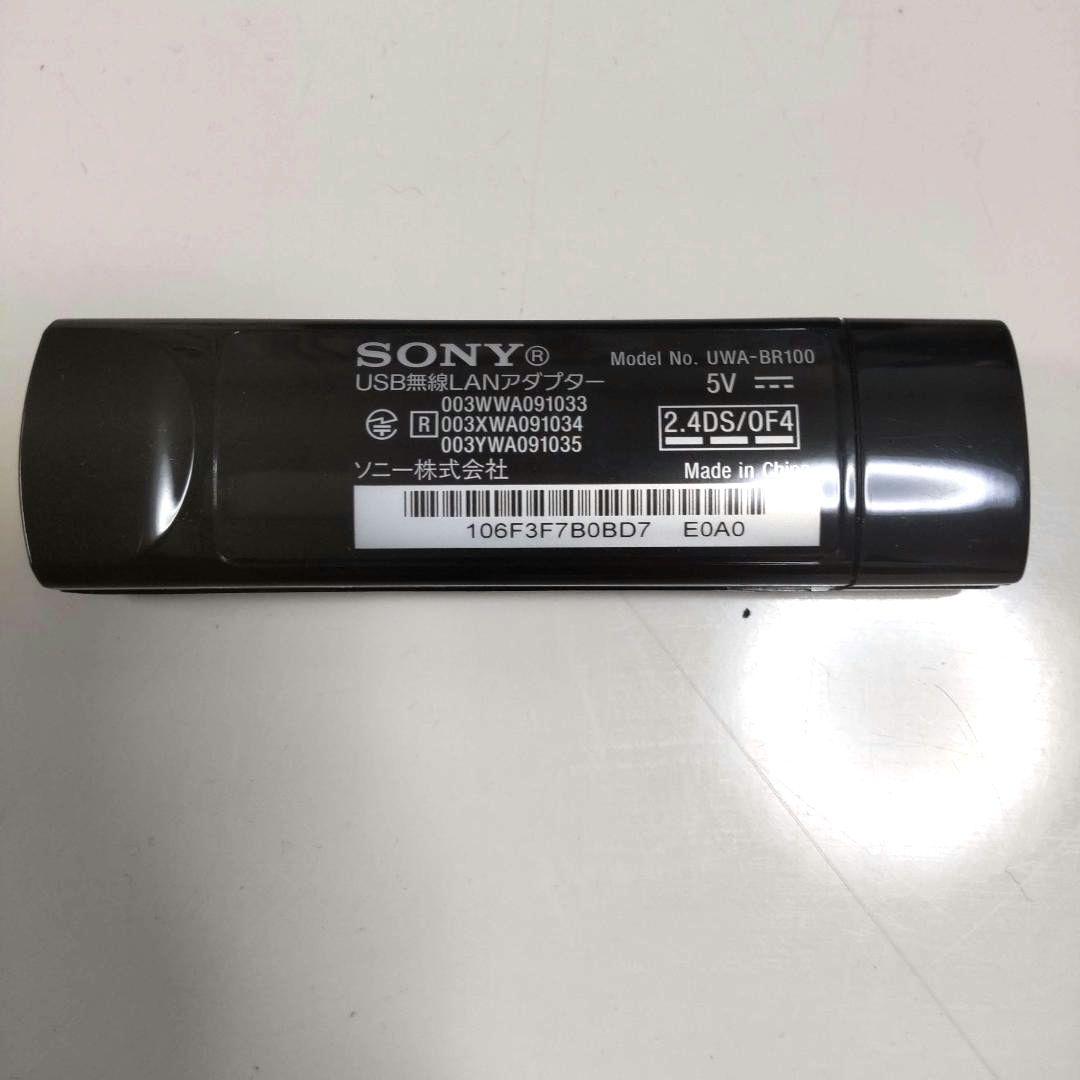 SONY®
Model No. UWA-BR100
USB無線LANアダプター
5V
R
003WWA091033
003XWA091034
003YWA091035
2.4DS/OF4
ソニー株式会社
Made in China
106F3F7B0BD7 E0A0